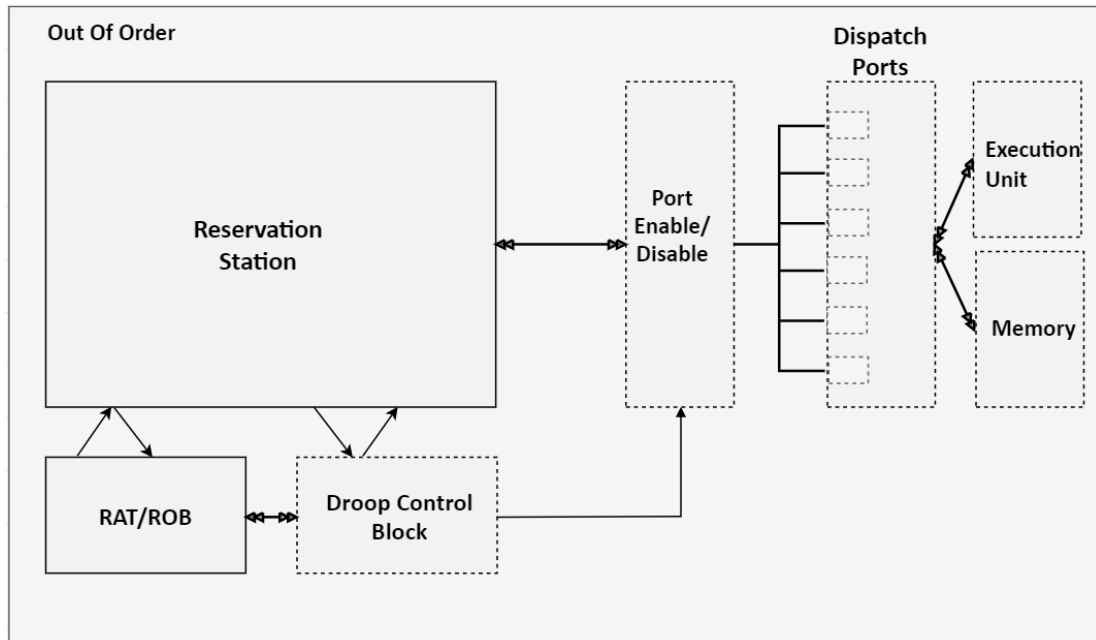 Out Of Order
Dispatch
Ports
Reservation
Station
Port
Enable/
Disable
Execution
Unit
Memory
RAT/ROB
Droop Control
Block